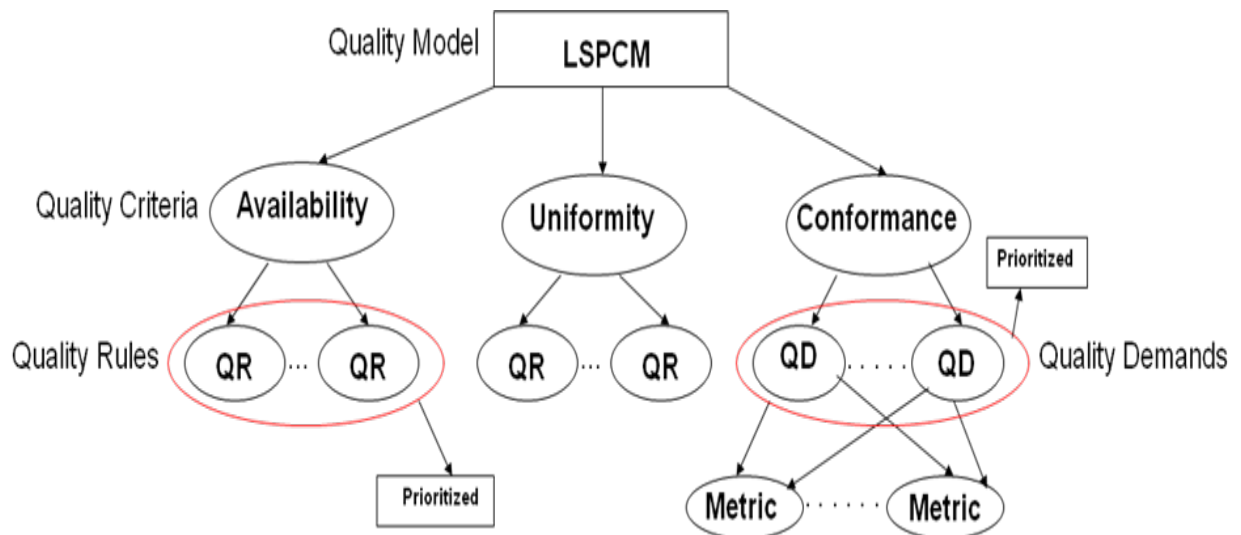 Quality Model
LSPCM
Quality Criteria
Availability
Uniformity
Conformance
Prioritized
Quality Rules
QR ... QR
QR ... QR
QD ..... QD
Quality Demands
Prioritized
Metric ...... Metric